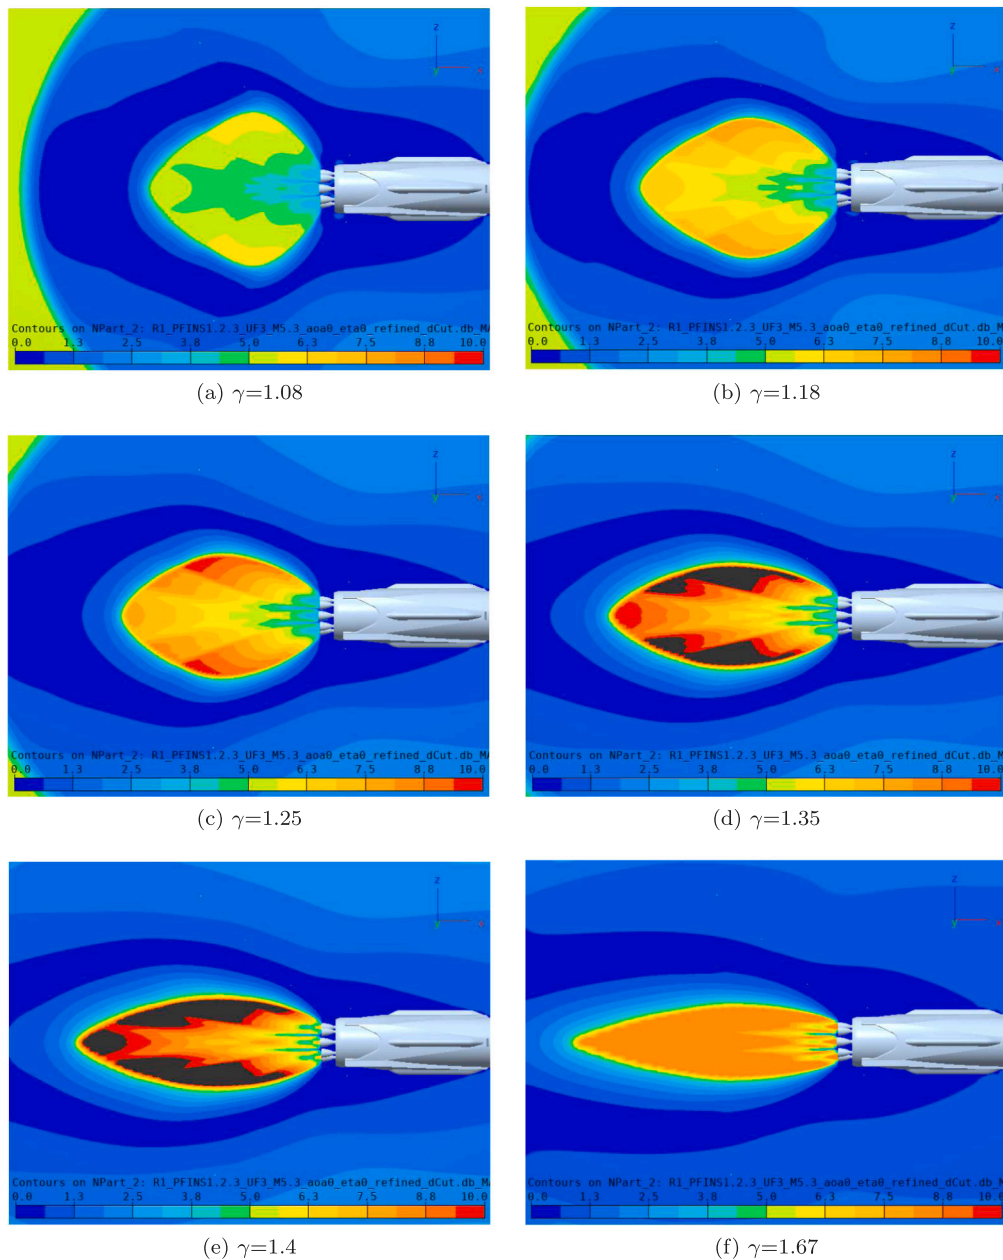 z
y x
z
y x
Contours on NPart_2: R1_PFINS1.2.3_UF3_M5.3_aoa0_eta0_refined_dCut.db_MA
0.0 1.3 2.5 3.8 5.0 6.3 7.5 8.8 10.0
Contours on NPart_2: R1_PFINS1.2.3_UF3_M5.3_aoa0_eta0_refined_dCut.db_MA
0.0 1.3 2.5 3.8 5.0 6.3 7.5 8.8 10.0
(a) γ=1.08
(b) γ=1.18
z
y x
z
y x
Contours on NPart_2: R1_PFINS1.2.3_UF3_M5.3_aoa0_eta0_refined_dCut.db_MA
0.0 1.3 2.5 3.8 5.0 6.3 7.5 8.8 10.0
Contours on NPart_2: R1_PFINS1.2.3_UF3_M5.3_aoa0_eta0_refined_dCut.db_MA
0.0 1.3 2.5 3.8 5.0 6.3 7.5 8.8 10.0
(c) γ=1.25
(d) γ=1.35
z
y x
z
y x
Contours on NPart_2: R1_PFINS1.2.3_UF3_M5.3_aoa0_eta0_refined_dCut.db_MA
0.0 1.3 2.5 3.8 5.0 6.3 7.5 8.8 10.0
Contours on NPart_2: R1_PFINS1.2.3_UF3_M5.3_aoa0_eta0_refined_dCut.db_MA
0.0 1.3 2.5 3.8 5.0 6.3 7.5 8.8 10.0
(e) γ=1.4
(f) γ=1.67